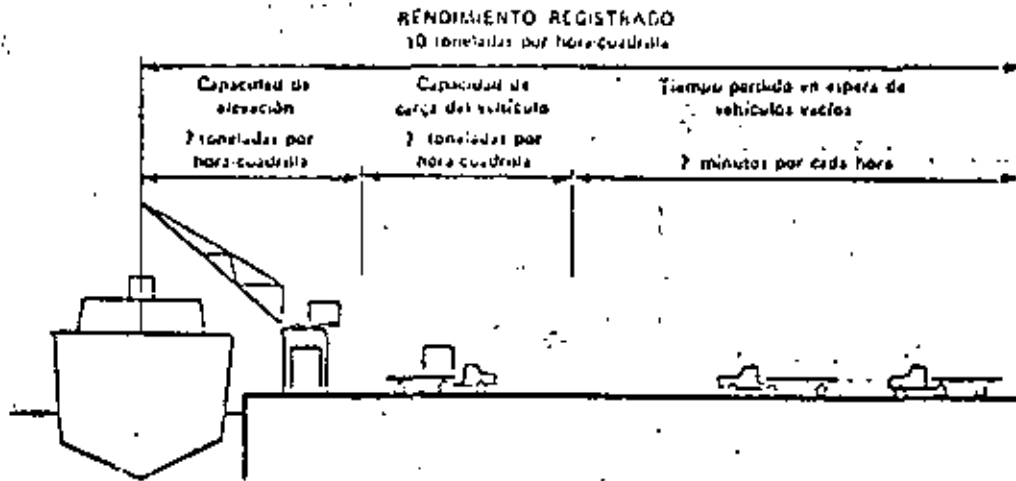 RENDIMIENTO REGISTRADO
10 toneladas por hora-cuadrilla
Capacidad de
elevación
? toneladas por
hora-cuadrilla
Capacidad de
carga del vehículo
? toneladas por
hora-cuadrilla
Tiempo perdido en espera de
vehículos vacíos
? minutos por cada hora